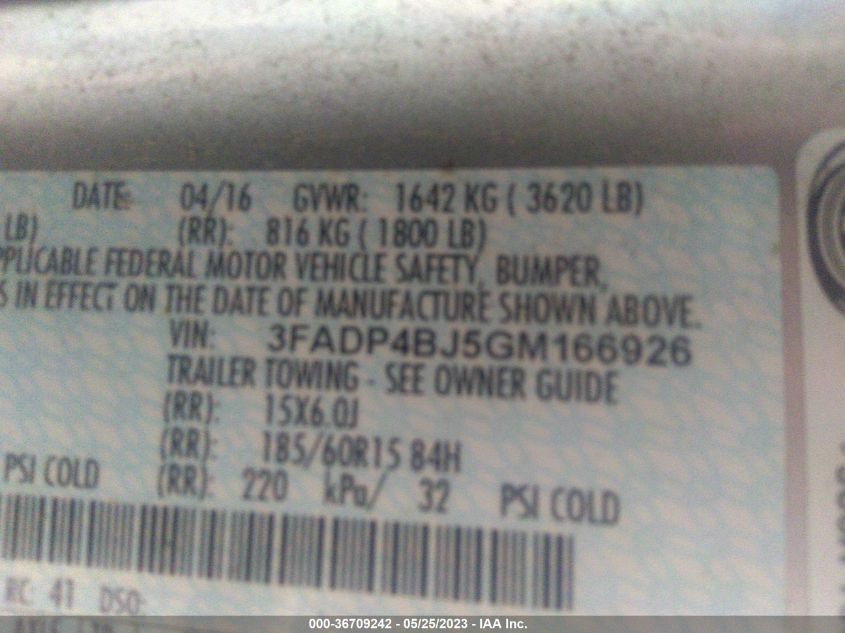 DATE: 04/16 GVWR: 1642 KG ( 3620 LB)
LB) (RR): 816 KG ( 1800 LB)
PPLICABLE FEDERAL MOTOR VEHICLE SAFETY, BUMPER,
S IN EFFECT ON THE DATE OF MANUFACTURE SHOWN ABOVE.
VIN: 3FADP4BJ5GM166926
TRAILER TOWING - SEE OWNER GUIDE
(RR): 15X6.0J
(RR): 185/60R15 84H
PSI COLD (RR): 220 kPa/ 32 PSI COLD
RC: 41 DSO:
000-36709242 - 05/25/2023 - IAA Inc.